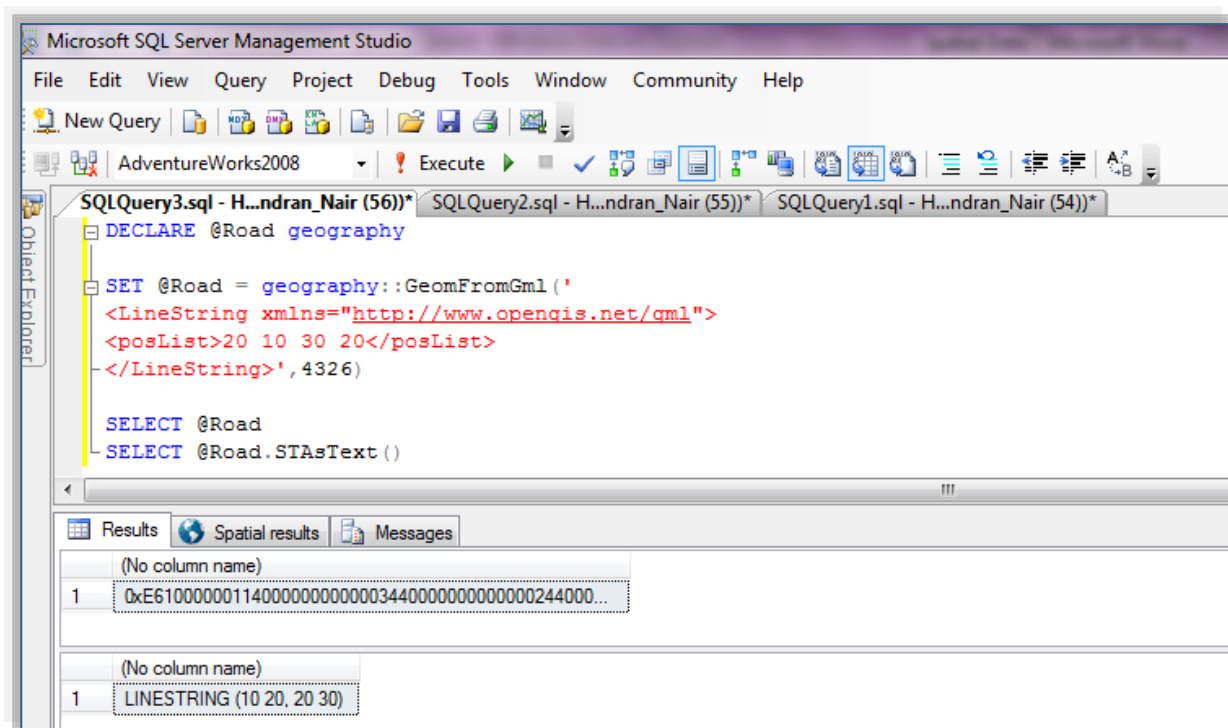 Microsoft SQL Server Management Studio
File Edit View Query Project Debug Tools Window Community Help
New Query
AdventureWorks2008 Execute
SQLQuery3.sql - H...ndran_Nair (56))* SQLQuery2.sql - H...ndran_Nair (55))* SQLQuery1.sql - H...ndran_Nair (54))*
Object Explorer
DECLARE @Road geography
SET @Road = geography::GeomFromGml('
<LineString xmlns="http://www.opengis.net/gml">
<posList>20 10 30 20</posList>
</LineString>',4326)
SELECT @Road
SELECT @Road.STAsText()
Results Spatial results Messages
(No column name)
1 0xE6100000011400000000000034400000000000002440 00...
(No column name)
1 LINESTRING (10 20, 20 30)